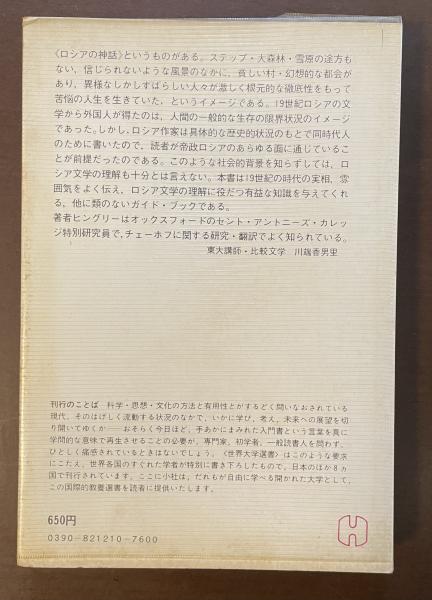 《ロシアの神話》というものがある。ステップ・大森林・雪原の途方も
ない、信じられないような風景のなかに、貧しい村・幻想的な都会が
あり、異様なしかしすばらしい人々が激しく根元的な徹底性をもって
苦悩の人生を生きていた、というイメージである。19世紀ロシアの文
学から外国人が得たのは、人間の一般的な生存の限界状況のイメージ
であった。しかし、ロシア作家は具体的な歴史的状況のもとで同時代人
のために書いたので、読者が帝政ロシアのあらゆる面に通じているこ
とが前提だったのである。このような社会的背景を知らずしては、ロ
シア文学の理解も十分とは言えない。本書は19世紀の時代の実相、雰
囲気をよく伝え、ロシア文学の理解に役だつ有益な知識を与えてくれ
る、他に類のないガイド・ブックである。
著者ヒングリーはオックスフォードのセント・アントニーズ・カレッ
ジ特別研究員で、チェーホフに関する研究・翻訳でよく知られている。
東大講師・比較文学 川端香男里
刊行のことば 科学・思想・文化の方法と有用性とがするどく問いなおされている
現代、そのはげしく流動する状況のなかで、いかに学び、考え、未来への展望を切
り開いてゆくか――おそらく今日ほど、手あかにまみれた入門書という言葉を真に
学問的な意味で再生させることの必要が、専門家、初学者、一般読書人を問わず、
ひとしく痛感されているときはないでしょう。〈世界大学選書〉はこのような要求
にこたえ、世界各国のすぐれた学者が特別に書き下ろしたもので、日本のほか8ヵ
国で刊行されています。ここに小社は、だれもが自由に学べる開かれた大学として、
この国際的教養選書を読者に提供いたします。
650円
0390-821210-7600